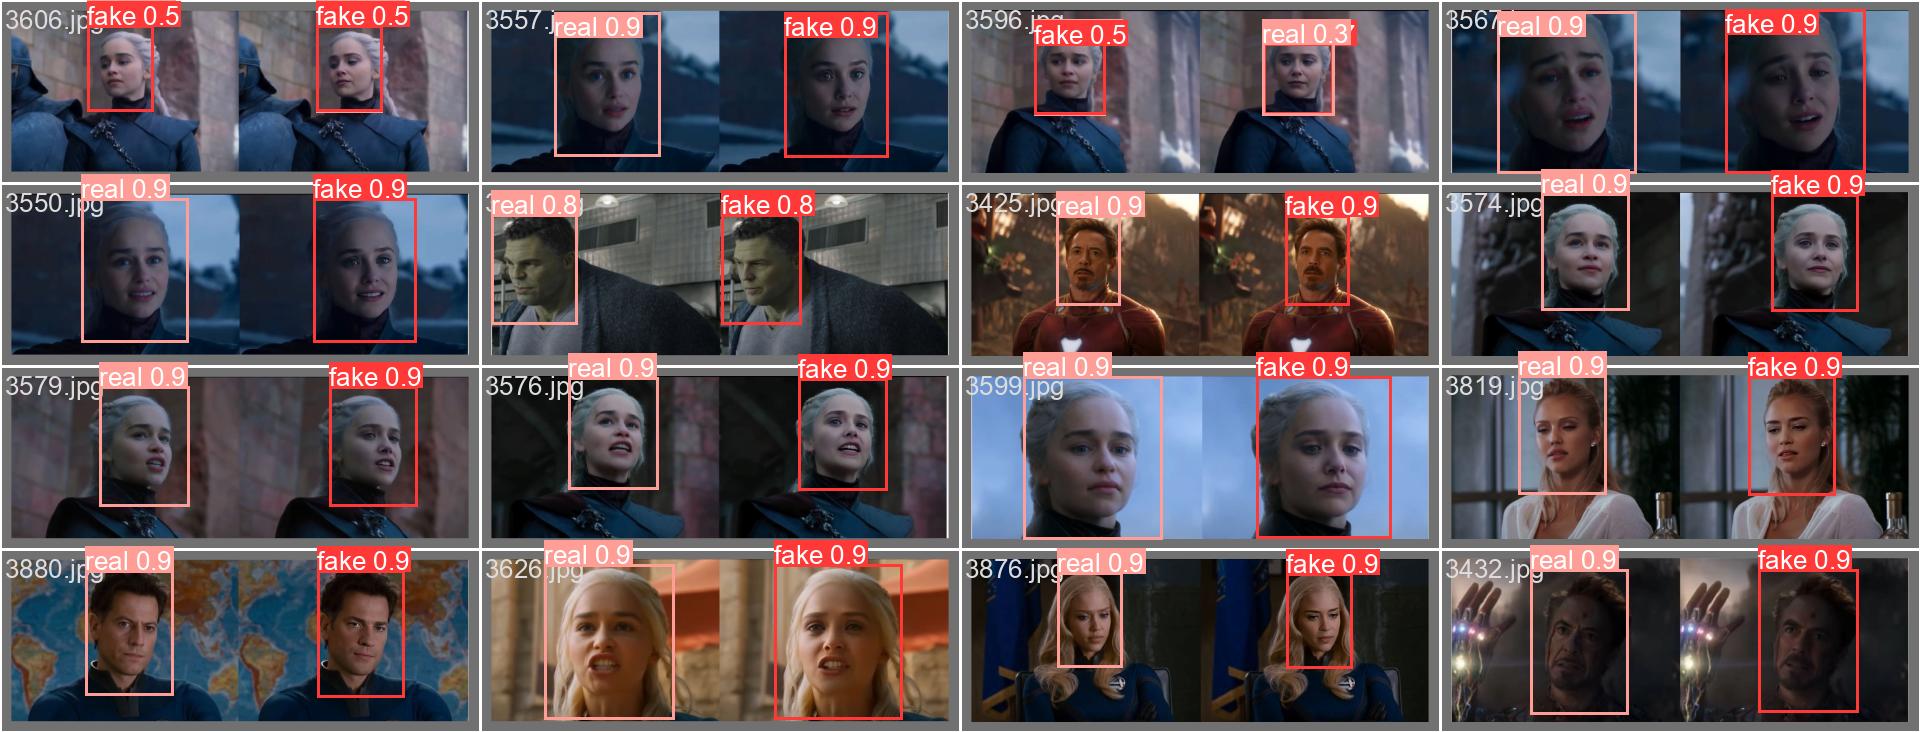 3606.jpg fake 0.5 fake 0.5
3557.j real 0.9 fake 0.9
3596.jpg fake 0.5 real 0.3
3567 real 0.9 fake 0.9
3550.jpg real 0.9 fake 0.9
real 0.8 fake 0.8
3425.jpg real 0.9 fake 0.9
3574.jpg real 0.9 fake 0.9
3579.jpg real 0.9 fake 0.9
3576.jpg real 0.9 fake 0.9
3599.jpg real 0.9 fake 0.9
3819.jpg real 0.9 fake 0.9
3880.jpg real 0.9 fake 0.9
3626.jpg real 0.9 fake 0.9
3876.jpg real 0.9 fake 0.9
3432.jpg real 0.9 fake 0.9